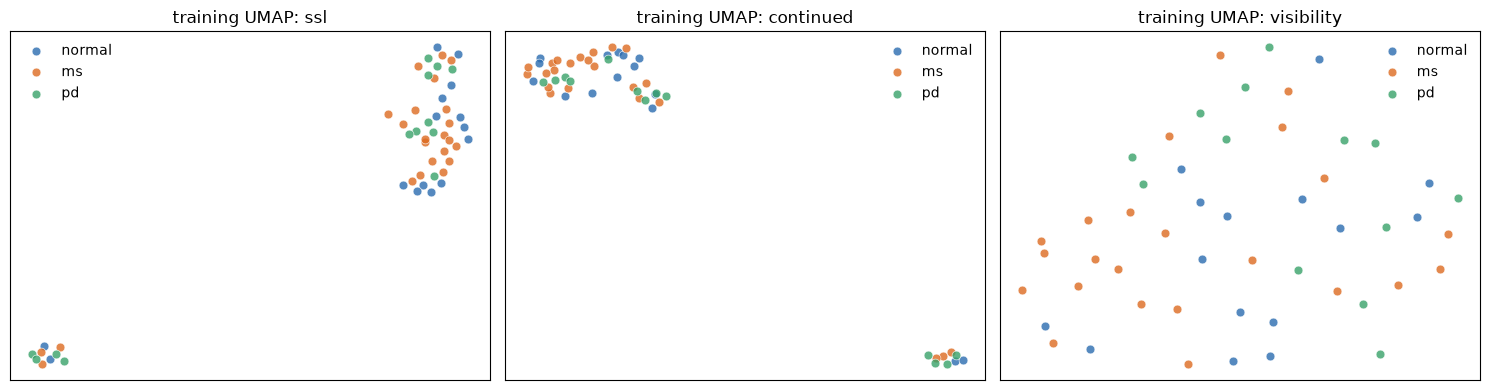 training UMAP: ssl
normal
ms
pd
training UMAP: continued
normal
ms
pd
training UMAP: visibility
normal
ms
pd